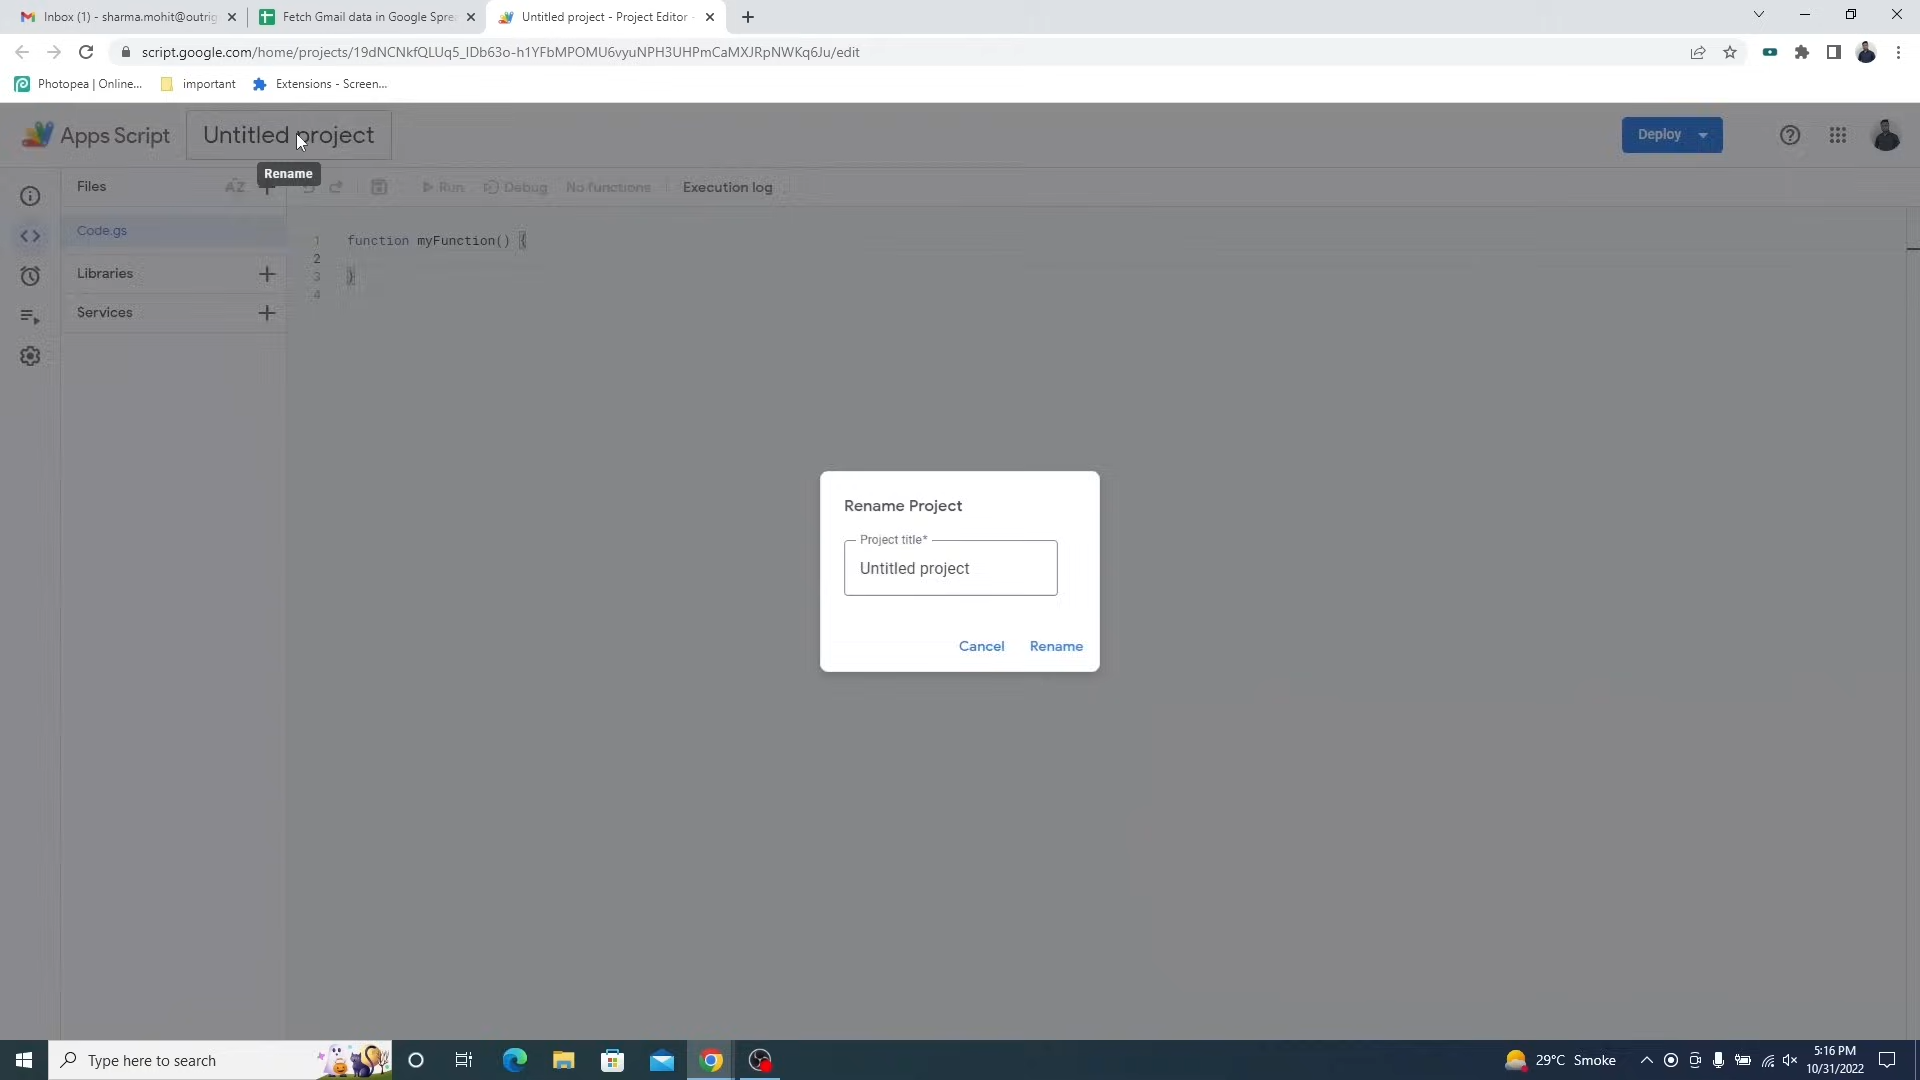 Inbox (1) - sharma.mohit@outrig
Fetch Gmail data in Google Spre
Untitled project - Project Editor -
script.google.com/home/projects/19dNCNkfQLUq5_IDb63o-h1YFbMPOMU6vyuNPH3UHPmCaMXJRpNWKq6Ju/edit
Photopea | Online...
important
Extensions - Screen...
Apps Script
Untitled project
Deploy
Rename
Files
AZ
Run
Debug
No functions
Execution log
Code.gs
1 function myFunction() {
2
3 }
4
Libraries
Services
Rename Project
Project title*
Untitled project
Cancel
Rename
Type here to search
29°C Smoke
5:16 PM
10/31/2022